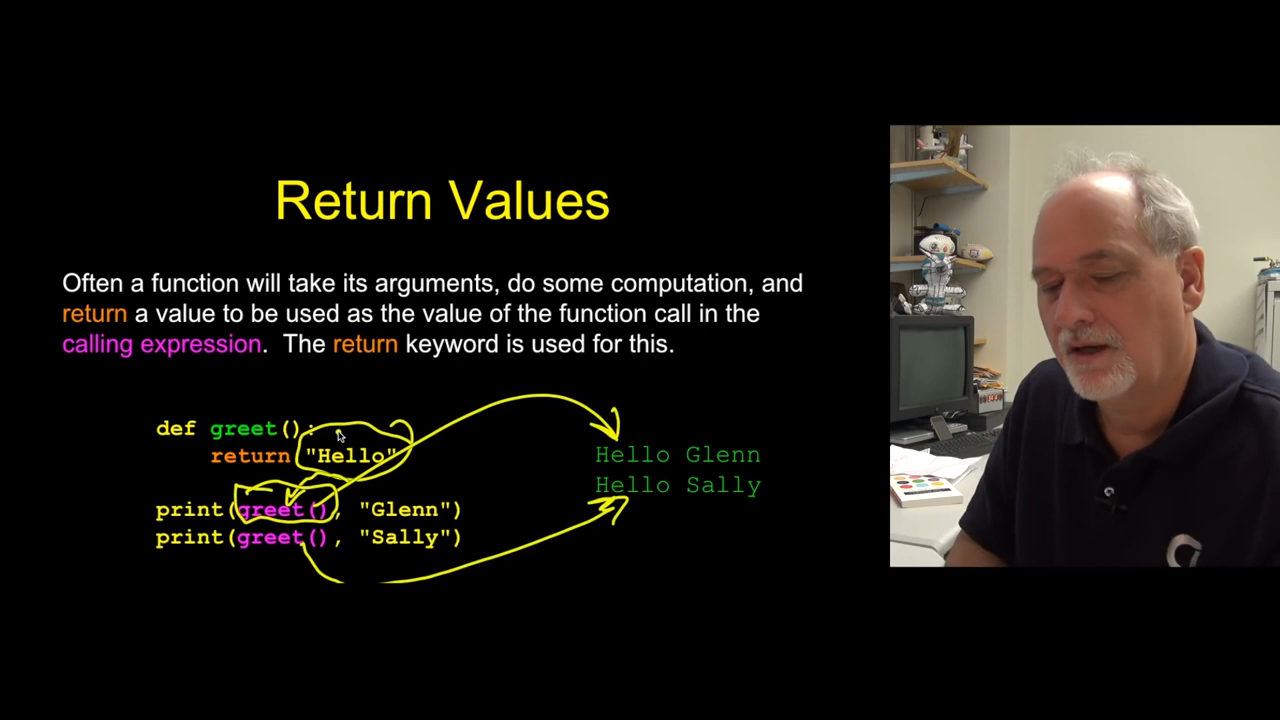 Return Values
Often a function will take its arguments, do some computation, and
return a value to be used as the value of the function call in the
calling expression.  The return keyword is used for this.
def greet():
    return "Hello"
print(greet(), "Glenn")
print(greet(), "Sally")
Hello Glenn
Hello Sally